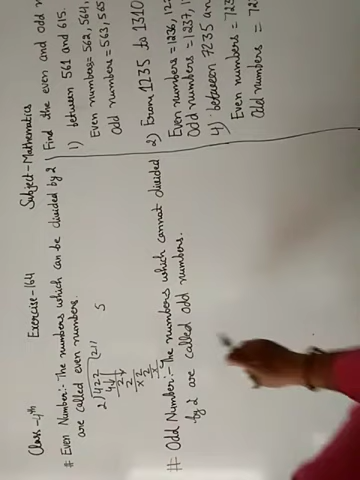 Class-4th Exercise-164 Subject-Mathematics
# Even Number:- The numbers which can be divided by 2
are called even numbers.
2)422(211
4
2
2
x2
2
x
5
# Odd Number:- The numbers which cannot divided
by 2 are called odd numbers.
Find the even and odd n
1) between 561 and 615.
Even numbers= 562, 564,
Odd numbers= 563, 565
2) From 1235 to 1310
Even numbers=1236, 12
Odd numbers=1237, 1
4) between 7235 an
Even numbers= 723
Odd numbers = 72